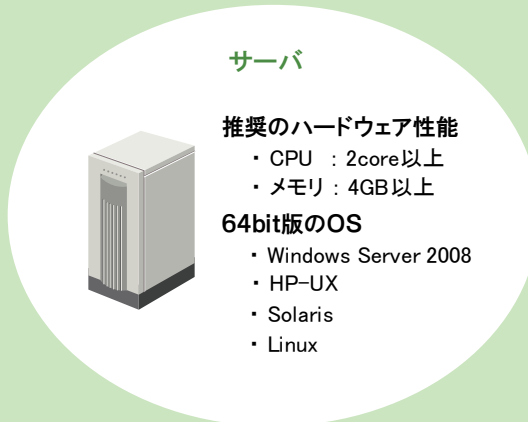 サーバ
推奨のハードウェア性能
・ CPU ： 2core以上
・ メモリ ： 4GB以上
64bit版のOS
・ Windows Server 2008
・ HP-UX
・ Solaris
・ Linux